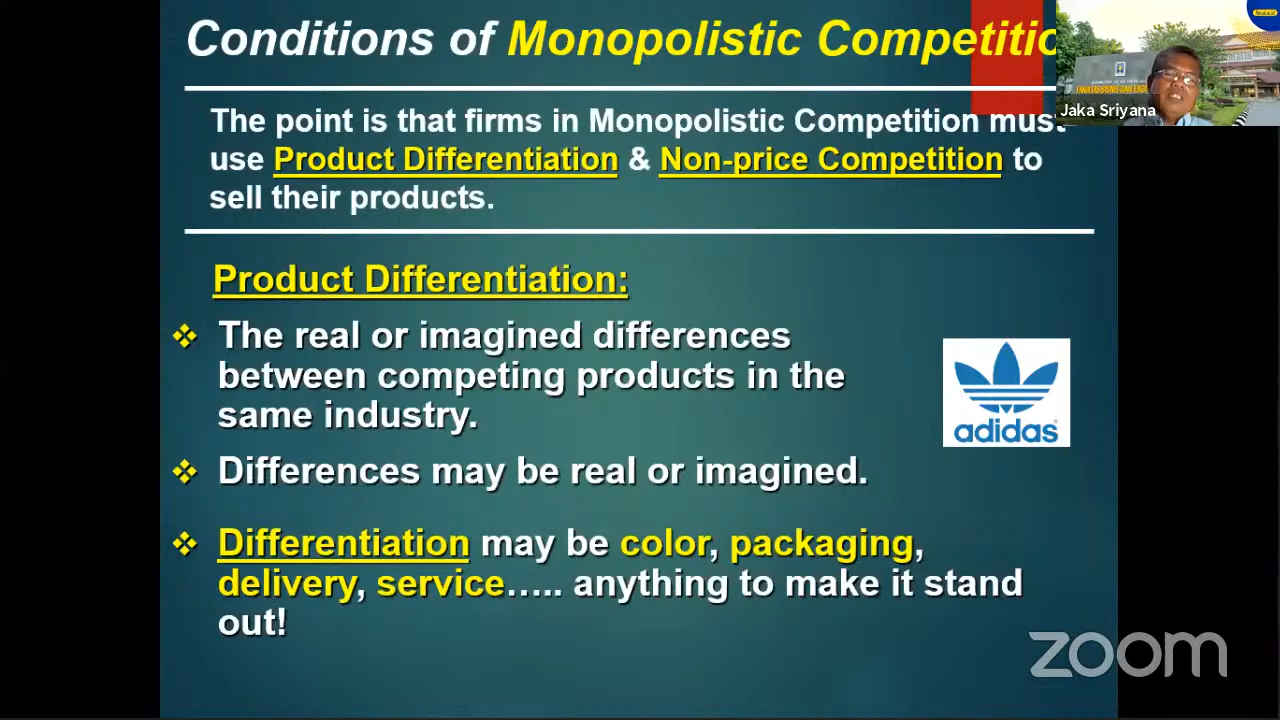 Conditions of Monopolistic Competitio
The point is that firms in Monopolistic Competition must
use Product Differentiation & Non-price Competition to
sell their products.
Product Differentiation:
❖ The real or imagined differences
between competing products in the
same industry.
❖ Differences may be real or imagined.
❖ Differentiation may be color, packaging,
delivery, service….. anything to make it stand
out!
adidas
Jaka Sriyana
zoom